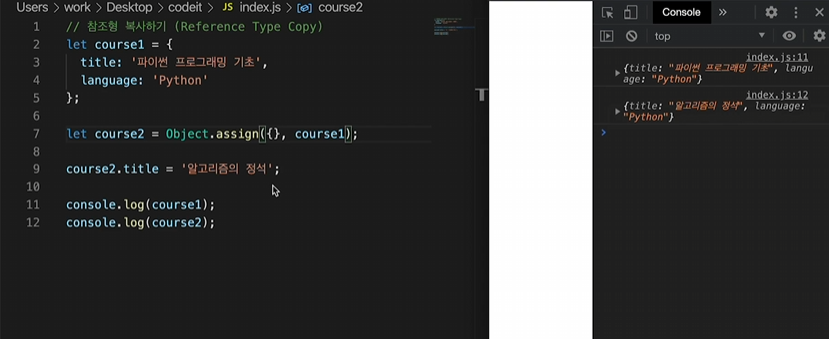 Users > work > Desktop > codeit > JS index.js > course2
1 // 참조형 복사하기 (Reference Type Copy)
2 let course1 = {
3 title: '파이썬 프로그래밍 기초',
4 language: 'Python'
5 };
6
7 let course2 = Object.assign({}, course1);
8
9 course2.title = '알고리즘의 정석';
10
11 console.log(course1);
12 console.log(course2);
T
Console »
top
index.js:11
{title: "파이썬 프로그래밍 기초", langu
age: "Python"}
index.js:12
{title: "알고리즘의 정석", language:
"Python"}
>